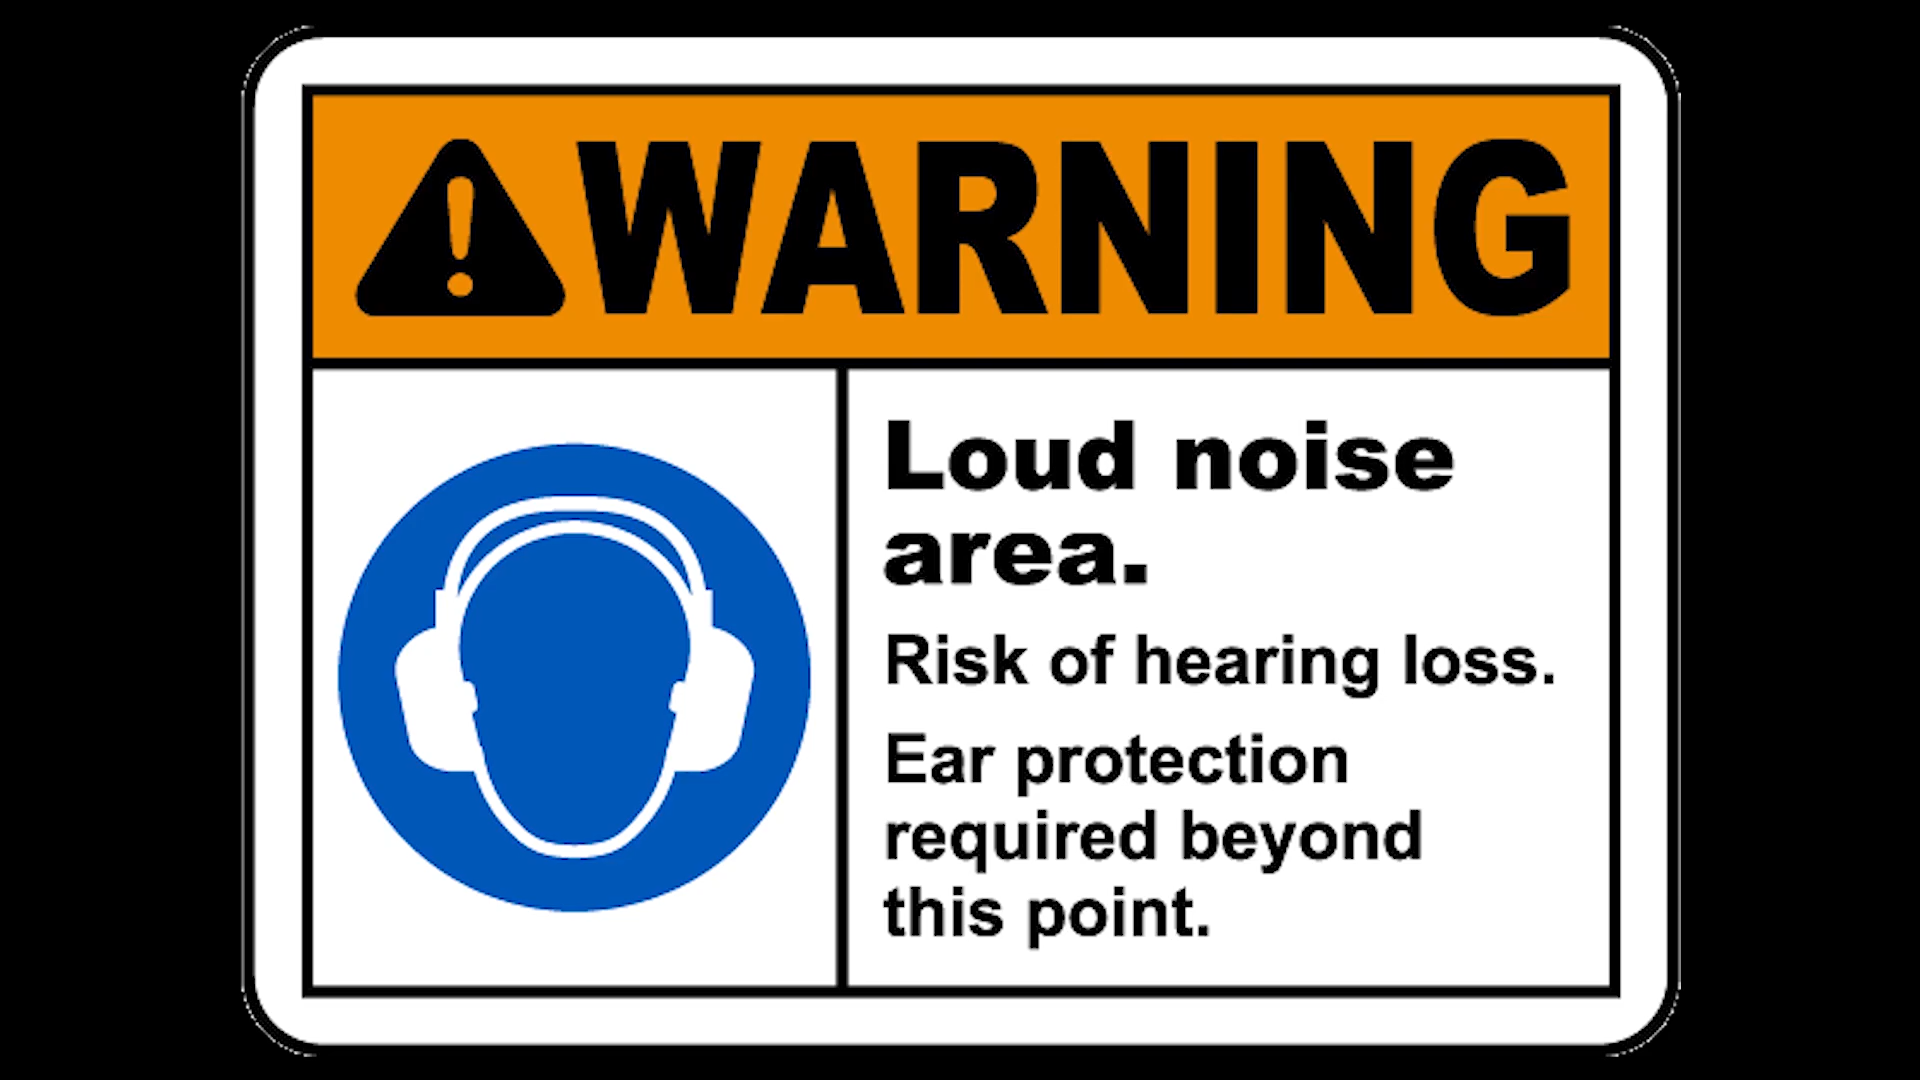 WARNING
Loud noise
area.
Risk of hearing loss.
Ear protection
required beyond
this point.